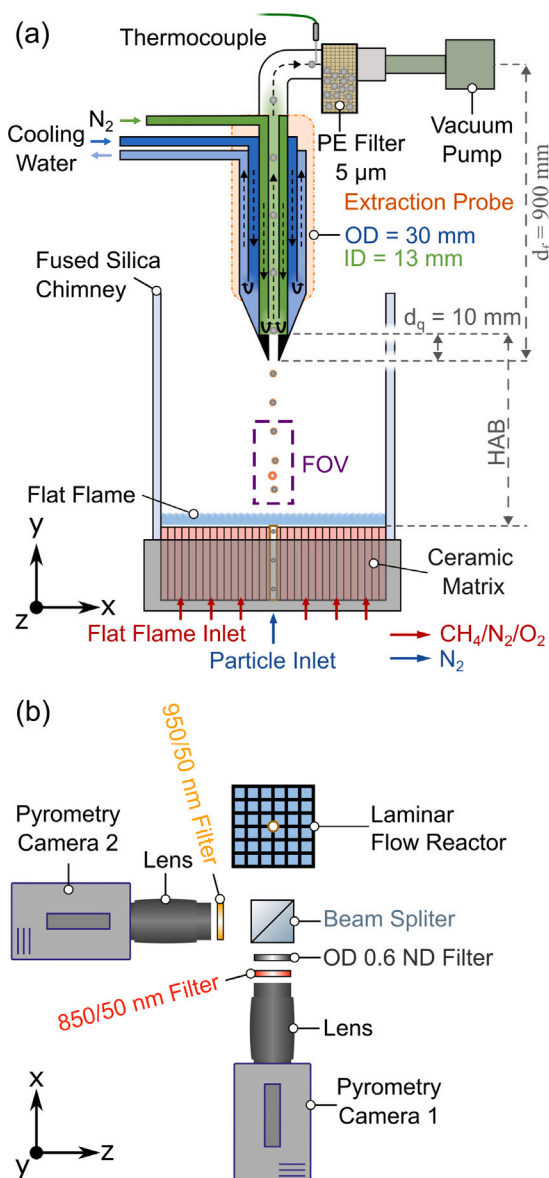 (a)
Thermocouple
N2
Cooling
Water
PE Filter
5 μm
Vacuum
Pump
Extraction Probe
OD = 30 mm
ID = 13 mm
df = 900 mm
Fused Silica
Chimney
dq = 10 mm
HAB
FOV
Flat Flame
y
z
x
Ceramic
Matrix
Flat Flame Inlet
CH4/N2/O2
Particle Inlet
N2
(b)
950/50 nm Filter
Pyrometry
Camera 2
Lens
Laminar
Flow Reactor
Beam Spliter
OD 0.6 ND Filter
850/50 nm Filter
Lens
x
y
z
Pyrometry
Camera 1